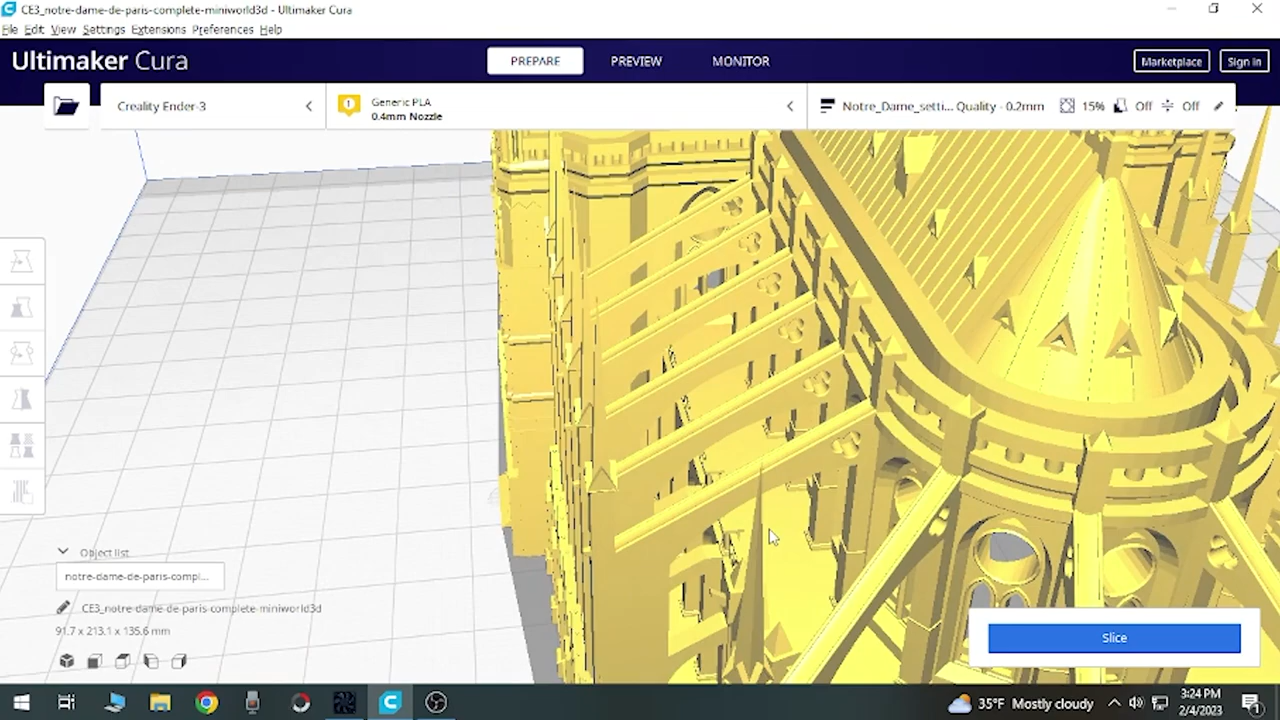 CE3_notre-dame-de-paris-complete-miniworld3d - Ultimaker Cura
File Edit View Settings Extensions Preferences Help
Ultimaker Cura
PREPARE
PREVIEW
MONITOR
Marketplace
Sign in
Creality Ender-3
Generic PLA
0.4mm Nozzle
Notre_Dame_setti... Quality - 0.2mm
15%
Off
Off
Object list
notre-dame-de-paris-compl...
CE3_notre-dame-de-paris-complete-miniworld3d
91.7 x 213.1 x 135.6 mm
Slice
35°F Mostly cloudy
3:24 PM
2/4/2023
1